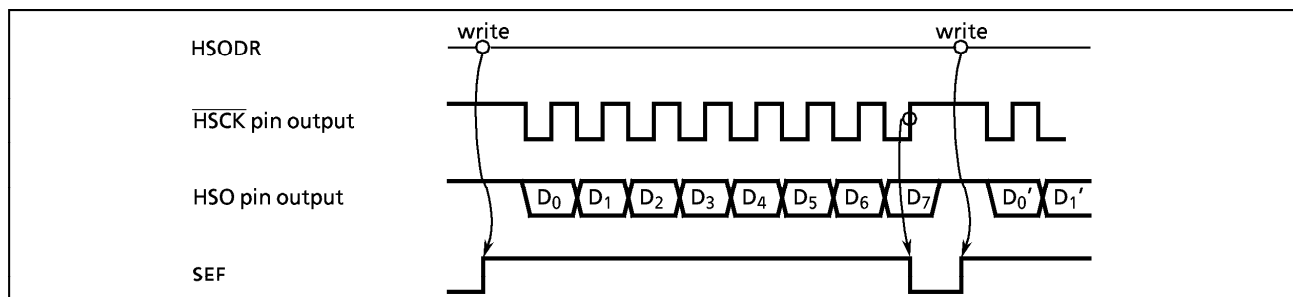 write write
HSODR
HSCK pin output
HSO pin output D₀ D₁ D₂ D₃ D₄ D₅ D₆ D₇ D₀' D₁'
SEF